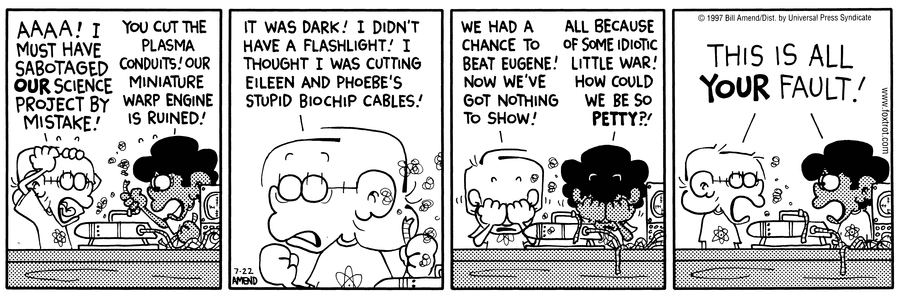 AAAA! I
MUST HAVE
SABOTAGED
OUR SCIENCE
PROJECT BY
MISTAKE!
YOU CUT THE
PLASMA
CONDUITS! OUR
MINIATURE
WARP ENGINE
IS RUINED!
IT WAS DARK! I DIDN'T
HAVE A FLASHLIGHT! I
THOUGHT I WAS CUTTING
EILEEN AND PHOEBE'S
STUPID BIOCHIP CABLES!
7-22
AMEND
WE HAD A
CHANCE TO
BEAT EUGENE!
NOW WE'VE
GOT NOTHING
TO SHOW!
ALL BECAUSE
OF SOME IDIOTIC
LITTLE WAR!
HOW COULD
WE BE SO
PETTY?!
© 1997 Bill Amend/Dist. by Universal Press Syndicate
THIS IS ALL
YOUR FAULT!
www.foxtrot.com